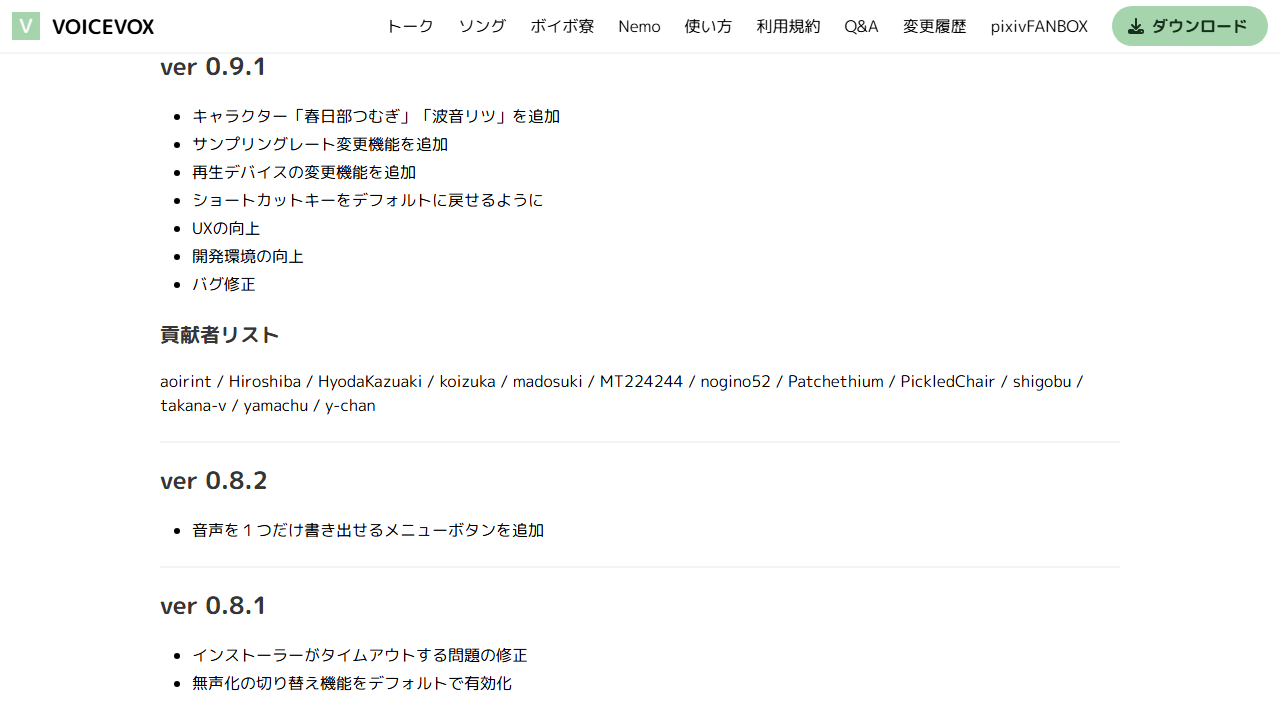 V VOICEVOX トーク ソング ボイボ寮 Nemo 使い方 利用規約 Q&A 変更履歴 pixivFANBOX ダウンロード
ver 0.9.1
キャラクター「春日部つむぎ」「波音リツ」を追加
サンプリングレート変更機能を追加
再生デバイスの変更機能を追加
ショートカットキーをデフォルトに戻せるように
UXの向上
開発環境の向上
バグ修正
貢献者リスト
aoirint / Hiroshiba / HyodaKazuaki / koizuka / madosuki / MT224244 / nogino52 / Patchethium / PickledChair / shigobu /
takana-v / yamachu / y-chan
ver 0.8.2
音声を１つだけ書き出せるメニューボタンを追加
ver 0.8.1
インストーラーがタイムアウトする問題の修正
無声化の切り替え機能をデフォルトで有効化